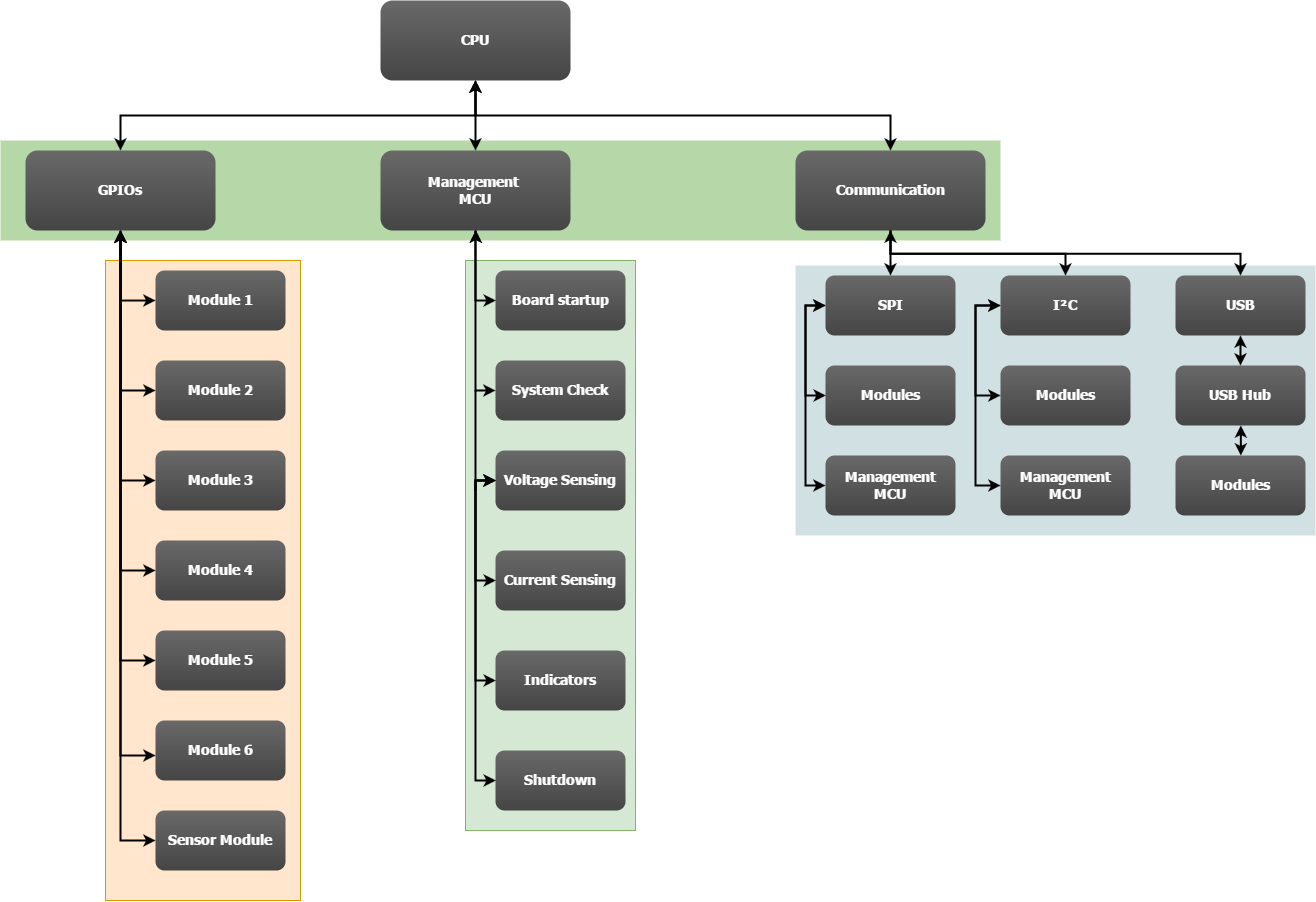 CPU
GPIOs
Management
MCU
Communication
Module 1
Module 2
Module 3
Module 4
Module 5
Module 6
Sensor Module
Board startup
System Check
Voltage Sensing
Current Sensing
Indicators
Shutdown
SPI
Modules
Management
MCU
I²C
Modules
Management
MCU
USB
USB Hub
Modules